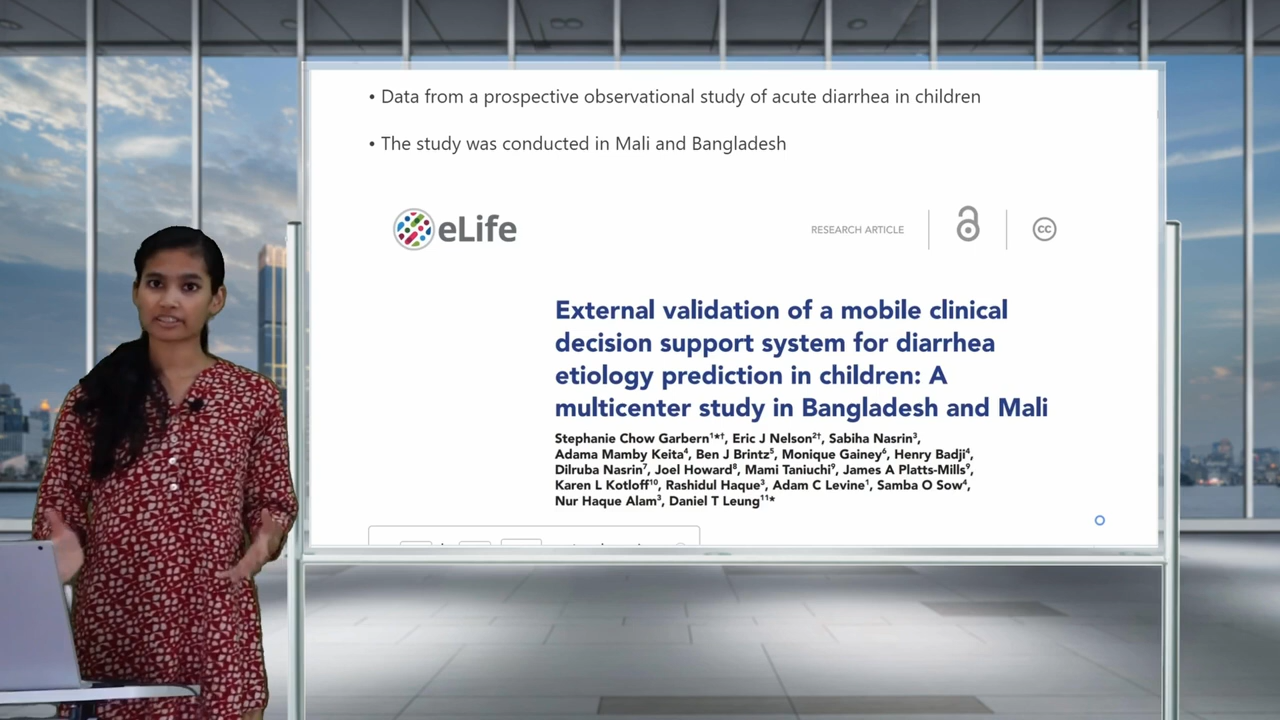 • Data from a prospective observational study of acute diarrhea in children
• The study was conducted in Mali and Bangladesh
eLife
RESEARCH ARTICLE
cc
External validation of a mobile clinical
decision support system for diarrhea
etiology prediction in children: A
multicenter study in Bangladesh and Mali
Stephanie Chow Garbern¹*†, Eric J Nelson²†, Sabiha Nasrin³,
Adama Mamby Keita⁴, Ben J Brintz⁵, Monique Gainey⁶, Henry Badji⁴,
Dilruba Nasrin⁷, Joel Howard⁸, Mami Taniuchi⁹, James A Platts-Mills⁹,
Karen L Kotloff¹⁰, Rashidul Haque³, Adam C Levine¹, Samba O Sow⁴,
Nur Haque Alam³, Daniel T Leung¹¹*